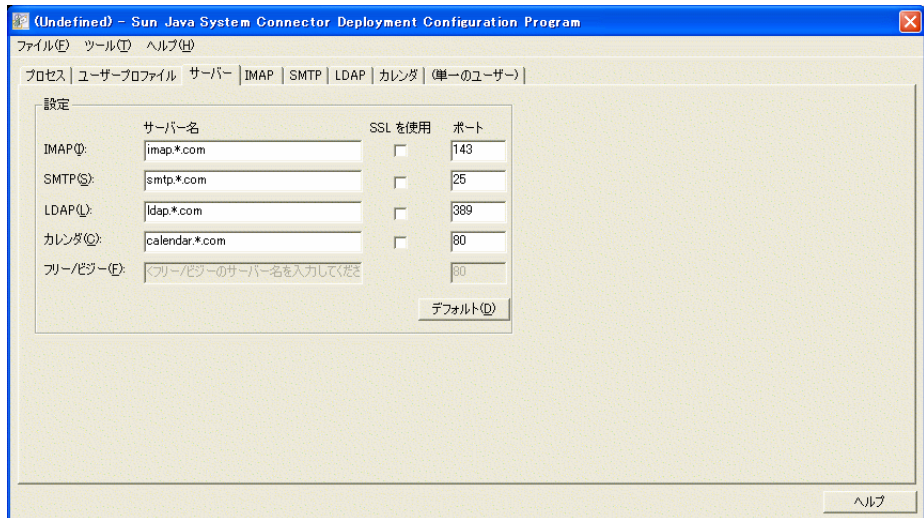 (Undefined) - Sun Java System Connector Deployment Configuration Program
ファイル(F) ツール(T) ヘルプ(H)
プロセス ユーザープロファイル サーバー IMAP SMTP LDAP カレンダ (単一のユーザー)
設定
サーバー名 SSL を使用 ポート
IMAP(I): imap.*.com 143
SMTP(S): smtp.*.com 25
LDAP(L): ldap.*.com 389
カレンダ(C): calendar.*.com 80
フリー/ビジー(F): <フリー/ビジーのサーバー名を入力してくださ 80
デフォルト(D)
ヘルプ